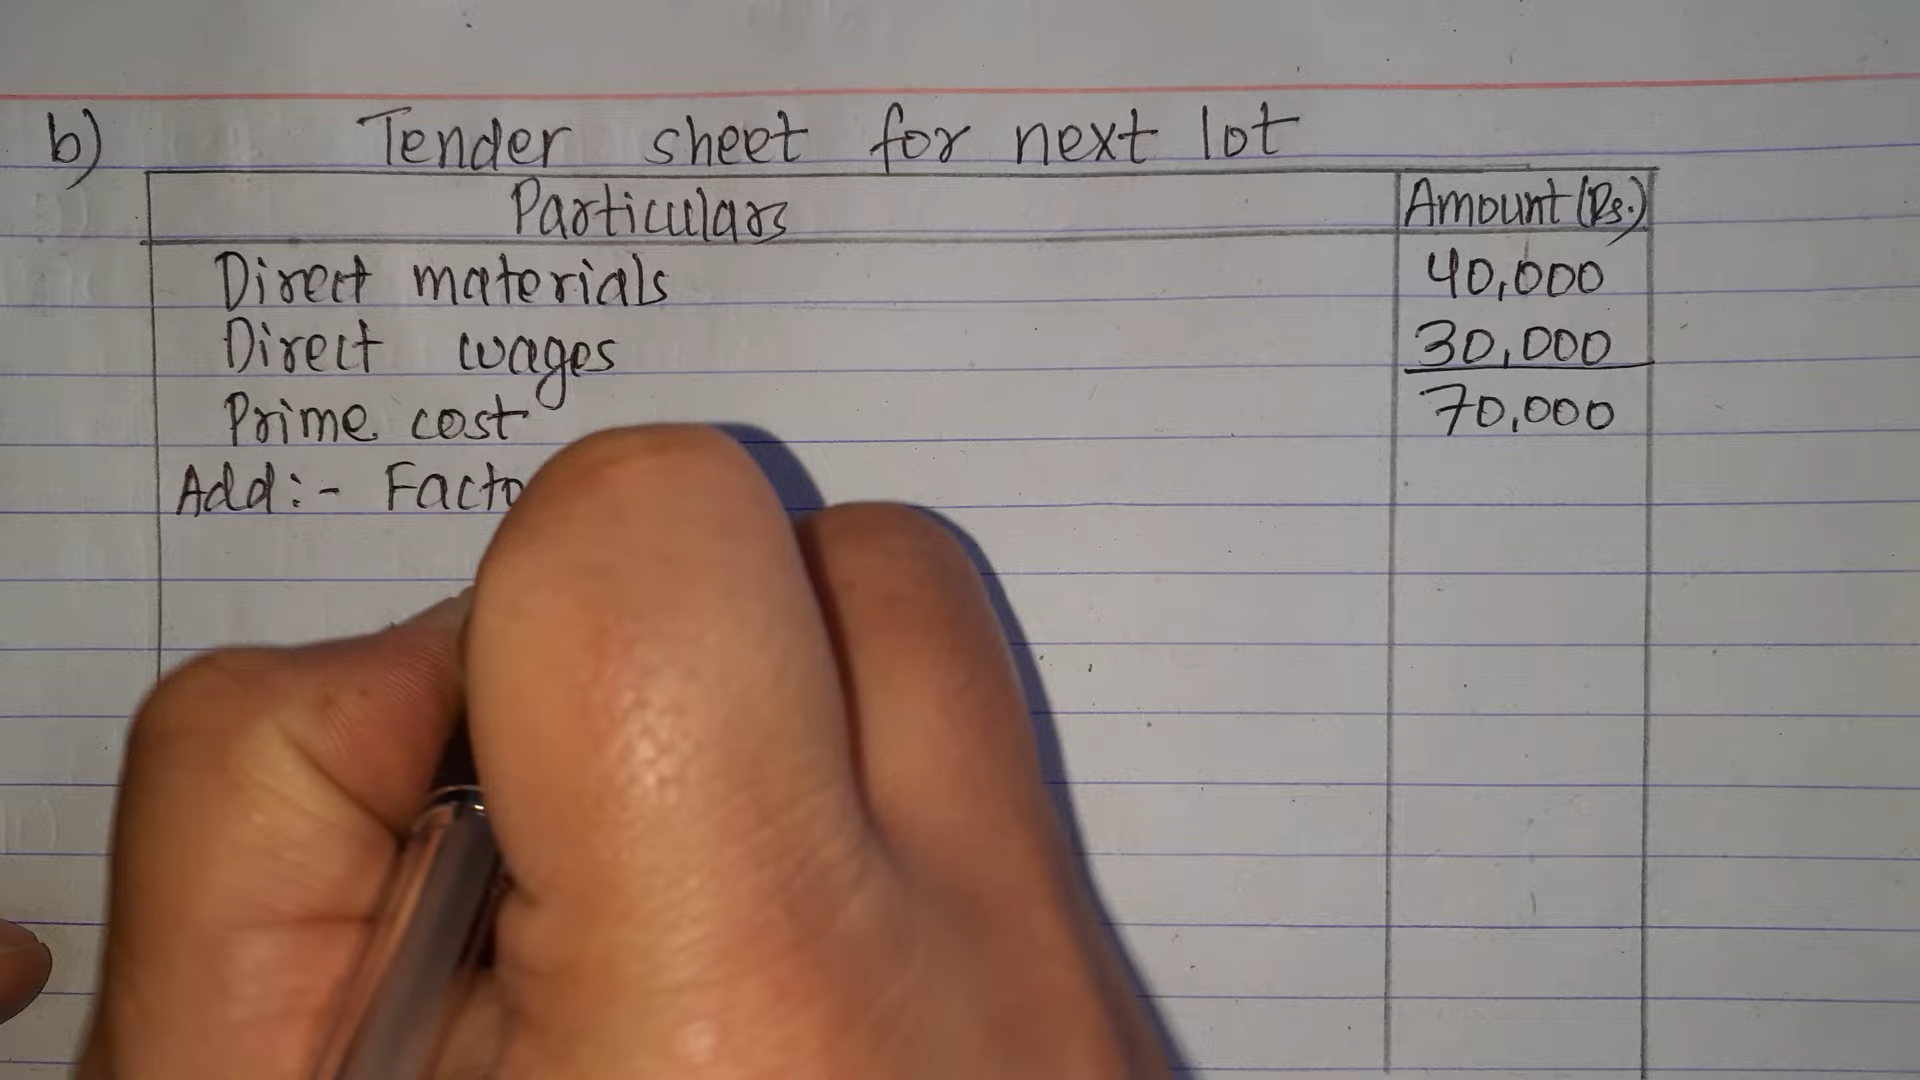 b) Tender sheet for next lot
Particulars Amount (Rs.)
Direct materials 40,000
Direct wages 30,000
Prime cost 70,000
Add:- Facto